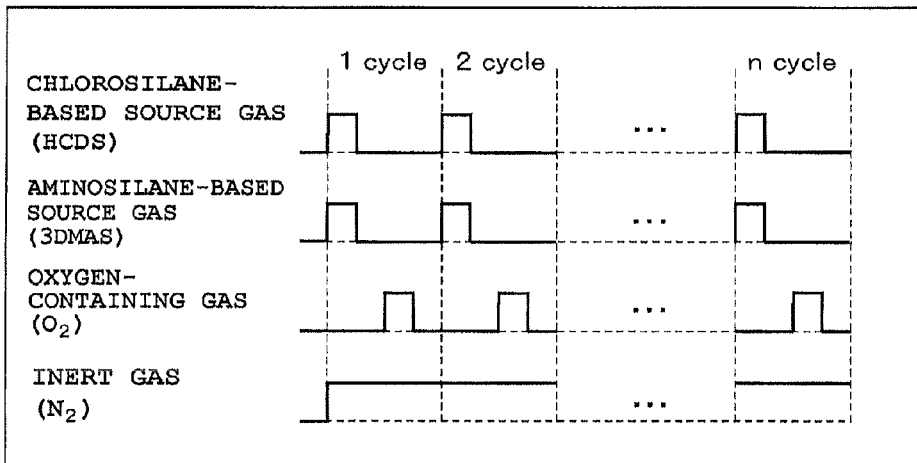 1 cycle 2 cycle n cycle
CHLOROSILANE-
BASED SOURCE GAS
(HCDS)
...
AMINOSILANE-BASED
SOURCE GAS
(3DMAS)
...
OXYGEN-
CONTAINING GAS
(O₂)
...
INERT GAS
(N₂)
...